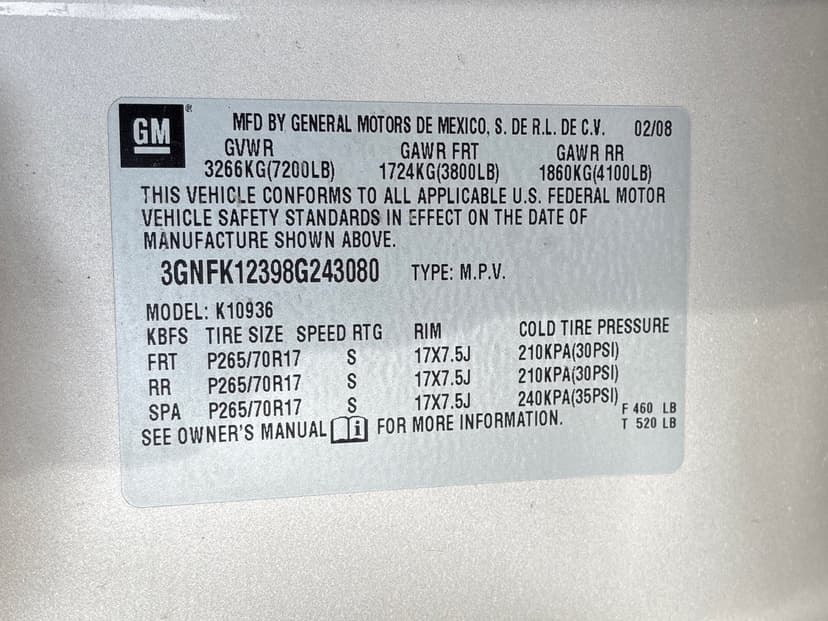 GM®
MFD BY GENERAL MOTORS DE MEXICO, S. DE R.L. DE C.V. 02/08
GVWR GAWR FRT GAWR RR
3266KG(7200LB) 1724KG(3800LB) 1860KG(4100LB)
THIS VEHICLE CONFORMS TO ALL APPLICABLE U.S. FEDERAL MOTOR
VEHICLE SAFETY STANDARDS IN EFFECT ON THE DATE OF
MANUFACTURE SHOWN ABOVE.
3GNFK12398G243080 TYPE: M.P.V.
MODEL: K10936
KBFS TIRE SIZE SPEED RTG RIM COLD TIRE PRESSURE
FRT P265/70R17 S 17X7.5J 210KPA(30PSI)
RR P265/70R17 S 17X7.5J 210KPA(30PSI)
SPA P265/70R17 S 17X7.5J 240KPA(35PSI)
F 460 LB
T 520 LB
SEE OWNER'S MANUAL i FOR MORE INFORMATION.